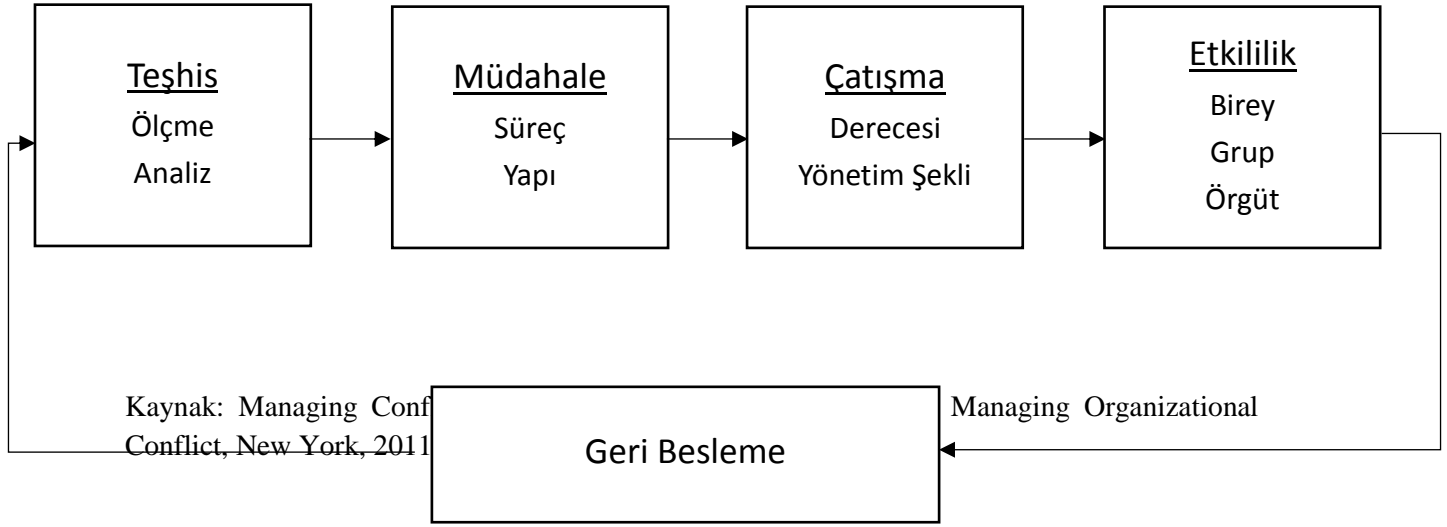 Teşhis
Ölçme
Analiz
Müdahale
Süreç
Yapı
Çatışma
Derecesi
Yönetim Şekli
Etkililik
Birey
Grup
Örgüt
Kaynak: Managing Conf Managing Organizational
Conflict, New York, 2011
Geri Besleme